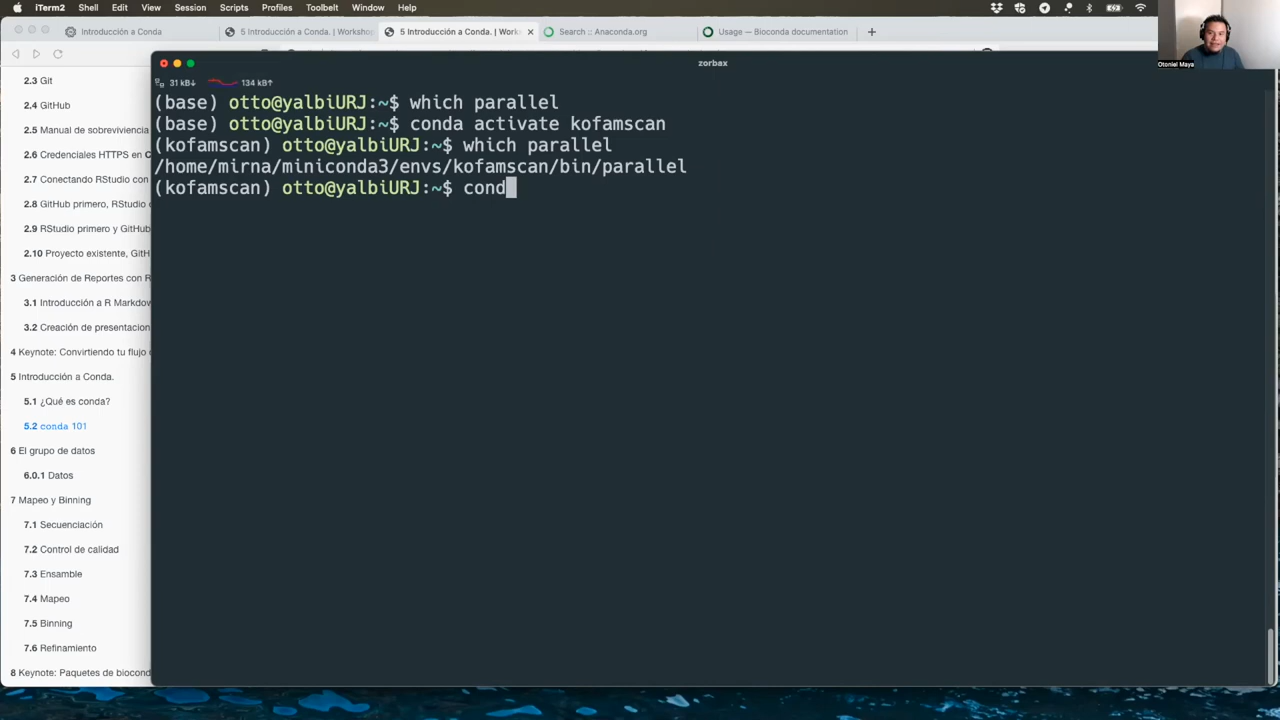 iTerm2 Shell Edit View Session Scripts Profiles Toolbelt Window Help
Introducción a Conda
5 Introducción a Conda. | Workshop
5 Introducción a Conda. | Work
Search :: Anaconda.org
Usage — Bioconda documentation
Otoniel Maya
zorbax
31 kB↓ 134 kB↑
(base) otto@yalbiURJ:~$ which parallel
(base) otto@yalbiURJ:~$ conda activate kofamscan
(kofamscan) otto@yalbiURJ:~$ which parallel
/home/mirna/miniconda3/envs/kofamscan/bin/parallel
(kofamscan) otto@yalbiURJ:~$ cond
2.3 Git
2.4 GitHub
2.5 Manual de sobreviviencia
2.6 Credenciales HTTPS en C
2.7 Conectando RStudio con
2.8 GitHub primero, RStudio d
2.9 RStudio primero y GitHub
2.10 Proyecto existente, GitH
3 Generación de Reportes con R
3.1 Introducción a R Markdow
3.2 Creación de presentacion
4 Keynote: Convirtiendo tu flujo d
5 Introducción a Conda.
5.1 ¿Qué es conda?
5.2 conda 101
6 El grupo de datos
6.0.1 Datos
7 Mapeo y Binning
7.1 Secuenciación
7.2 Control de calidad
7.3 Ensamble
7.4 Mapeo
7.5 Binning
7.6 Refinamiento
8 Keynote: Paquetes de biocond